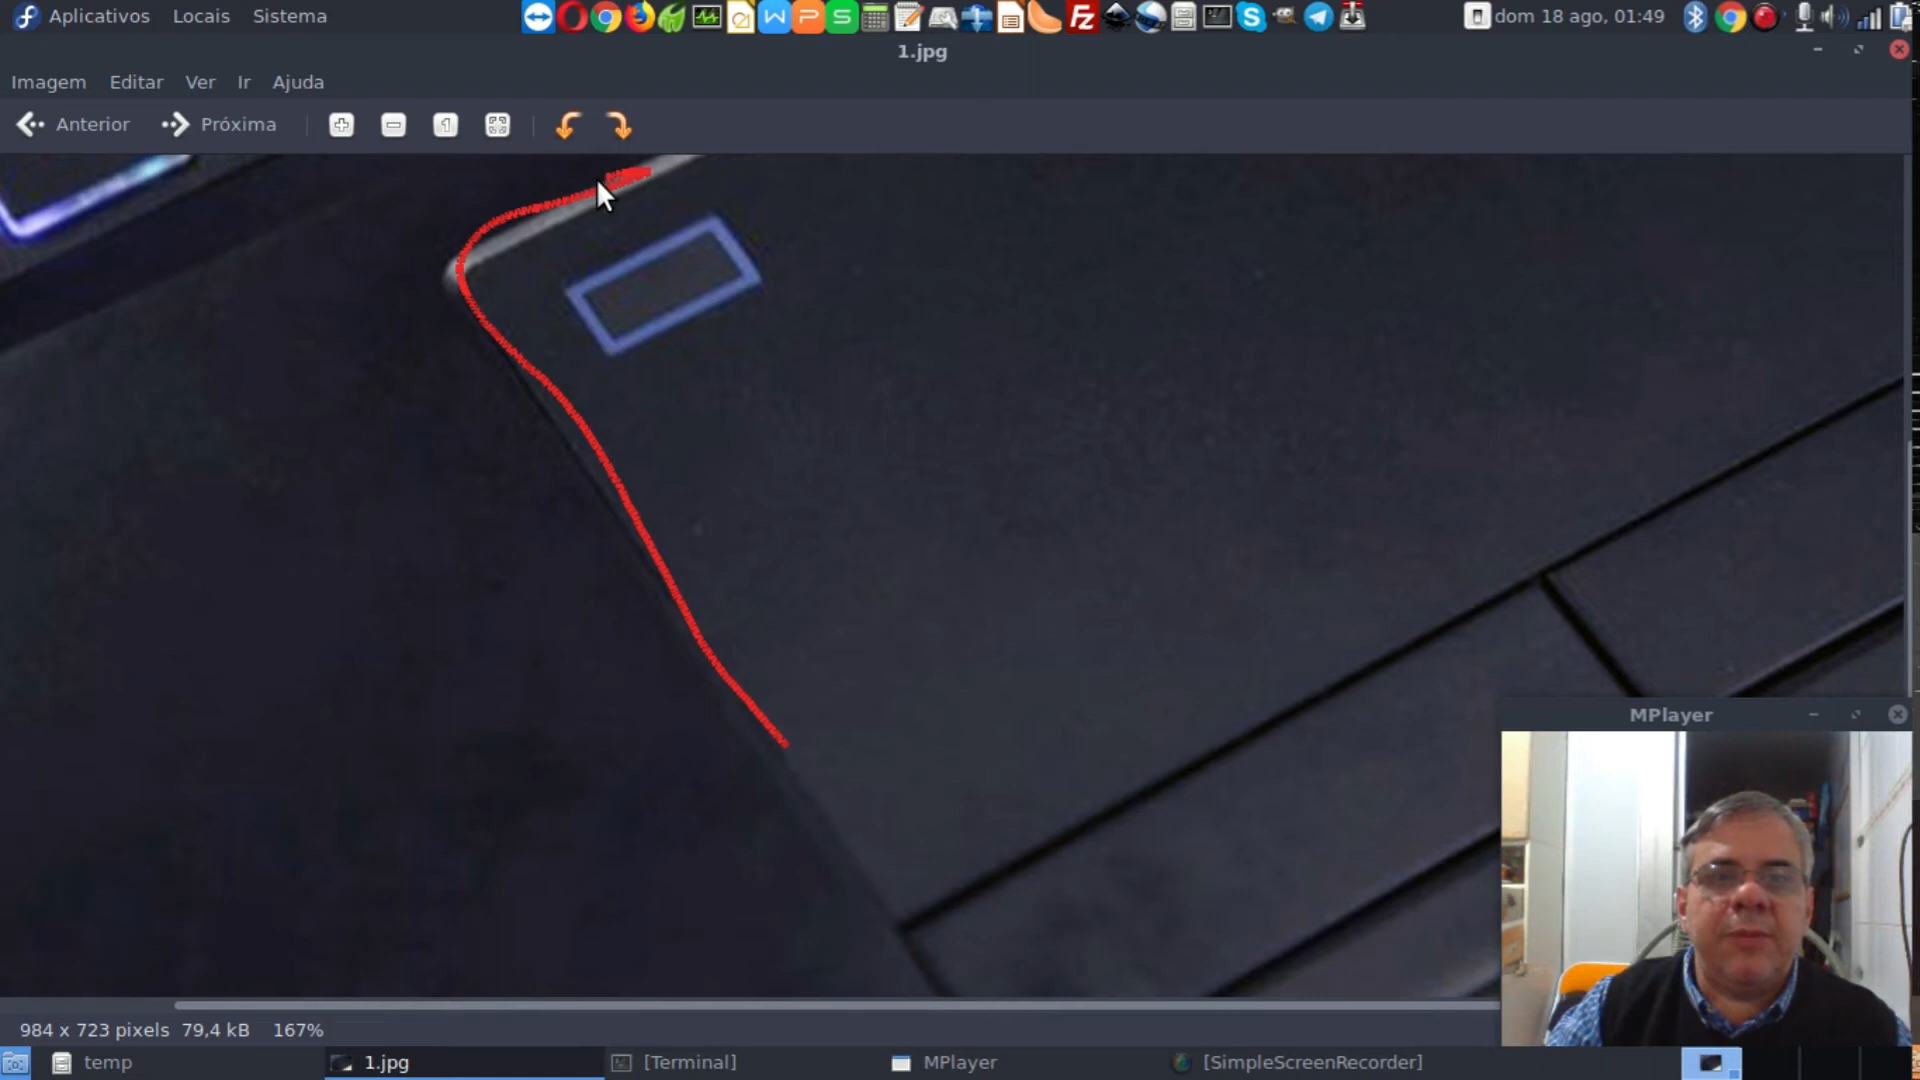 Aplicativos Locais Sistema
dom 18 ago, 01:49
1.jpg
Imagem Editar Ver Ir Ajuda
Anterior Próxima
MPlayer
984 x 723 pixels 79,4 kB 167%
temp 1.jpg [Terminal] MPlayer [SimpleScreenRecorder]